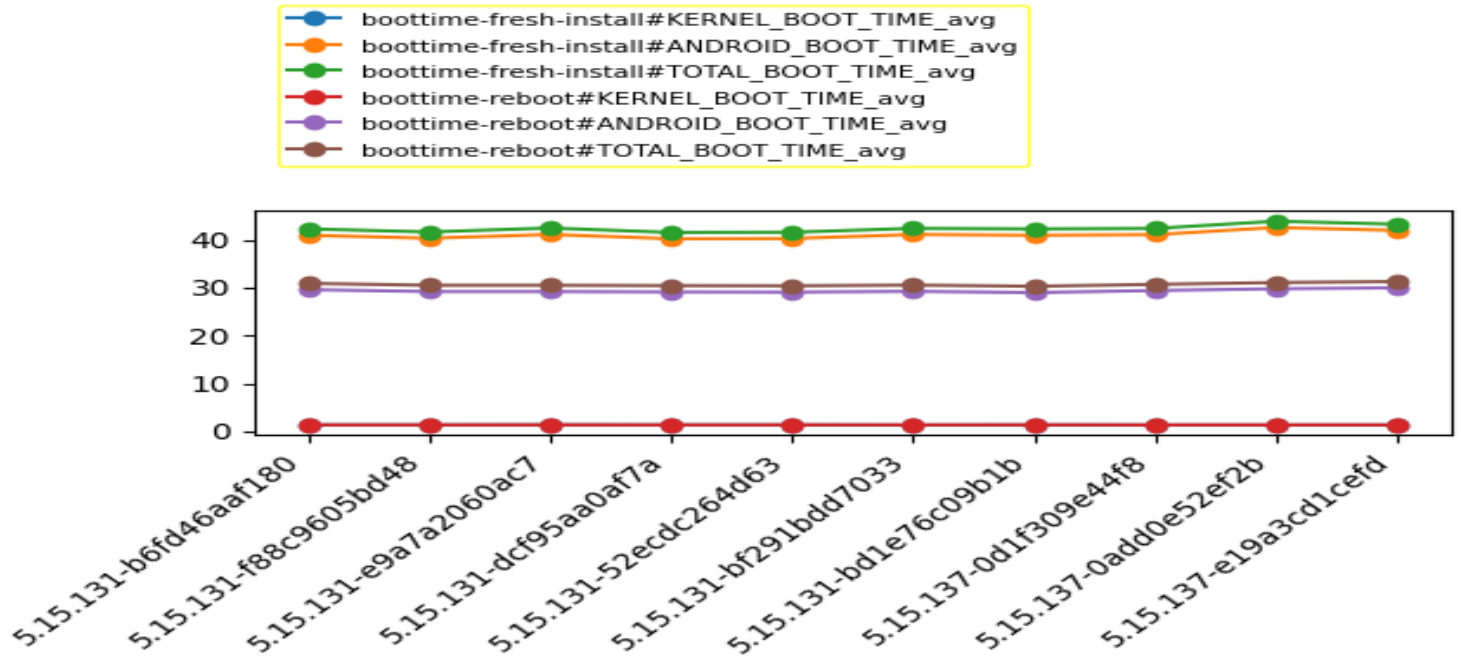 boottime-fresh-install#KERNEL_BOOT_TIME_avg
boottime-fresh-install#ANDROID_BOOT_TIME_avg
boottime-fresh-install#TOTAL_BOOT_TIME_avg
boottime-reboot#KERNEL_BOOT_TIME_avg
boottime-reboot#ANDROID_BOOT_TIME_avg
boottime-reboot#TOTAL_BOOT_TIME_avg
40
30
20
10
0
5.15.131-b6fd46aaf180
5.15.131-f88c9605bd48
5.15.131-e9a7a2060ac7
5.15.131-dcf95aa0af7a
5.15.131-52ecdc264d63
5.15.131-bf291bdd7033
5.15.131-bd1e76c09b1b
5.15.137-0d1f309e44f8
5.15.137-0add0e52ef2b
5.15.137-e19a3cd1cefd